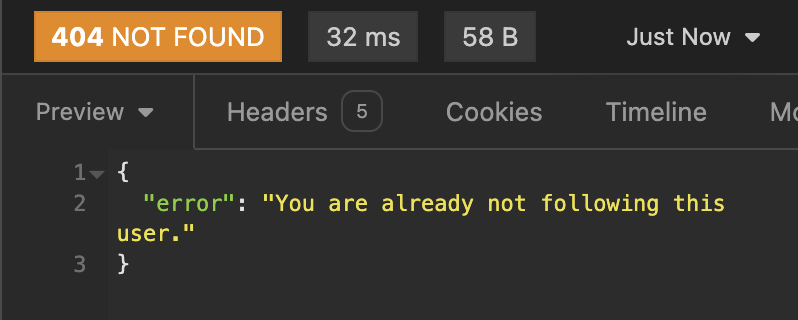 404 NOT FOUND 32 ms 58 B Just Now
Preview Headers 5 Cookies Timeline
1 {
2 "error": "You are already not following this
user."
3 }